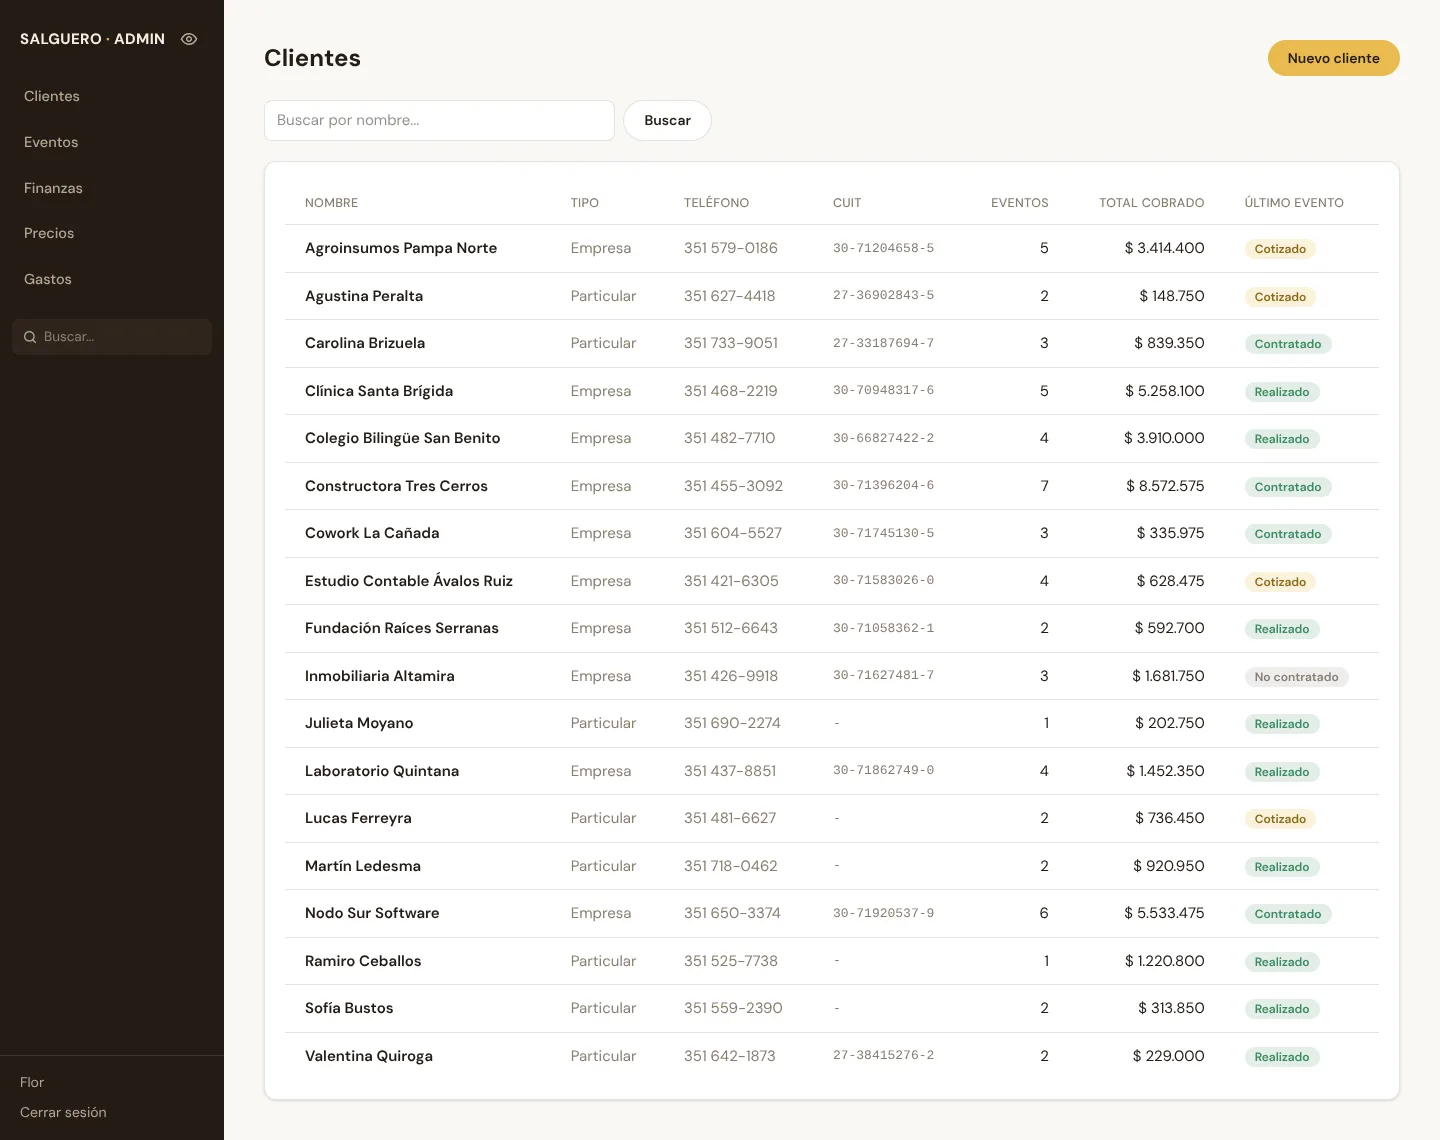 SALGUERO · ADMIN
Clientes
Eventos
Finanzas
Precios
Gastos
Buscar...
Flor
Cerrar sesión
Clientes
Nuevo cliente
Buscar por nombre...
Buscar
NOMBRE TIPO TELÉFONO CUIT EVENTOS TOTAL COBRADO ÚLTIMO EVENTO
Agroinsumos Pampa Norte Empresa 351 579-0186 30-71204658-5 5 $ 3.414.400 Cotizado
Agustina Peralta Particular 351 627-4418 27-36902843-5 2 $ 148.750 Cotizado
Carolina Brizuela Particular 351 733-9051 27-33187694-7 3 $ 839.350 Contratado
Clínica Santa Brígida Empresa 351 468-2219 30-70948317-6 5 $ 5.258.100 Realizado
Colegio Bilingüe San Benito Empresa 351 482-7710 30-66827422-2 4 $ 3.910.000 Realizado
Constructora Tres Cerros Empresa 351 455-3092 30-71396204-6 7 $ 8.572.575 Contratado
Cowork La Cañada Empresa 351 604-5527 30-71745130-5 3 $ 335.975 Contratado
Estudio Contable Ávalos Ruiz Empresa 351 421-6305 30-71583026-0 4 $ 628.475 Cotizado
Fundación Raíces Serranas Empresa 351 512-6643 30-71058362-1 2 $ 592.700 Realizado
Inmobiliaria Altamira Empresa 351 426-9918 30-71627481-7 3 $ 1.681.750 No contratado
Julieta Moyano Particular 351 690-2274 - 1 $ 202.750 Realizado
Laboratorio Quintana Empresa 351 437-8851 30-71862749-0 4 $ 1.452.350 Realizado
Lucas Ferreyra Particular 351 481-6627 - 2 $ 736.450 Cotizado
Martín Ledesma Particular 351 718-0462 - 2 $ 920.950 Realizado
Nodo Sur Software Empresa 351 650-3374 30-71920537-9 6 $ 5.533.475 Contratado
Ramiro Ceballos Particular 351 525-7738 - 1 $ 1.220.800 Realizado
Sofía Bustos Particular 351 559-2390 - 2 $ 313.850 Realizado
Valentina Quiroga Particular 351 642-1873 27-38415276-2 2 $ 229.000 Realizado